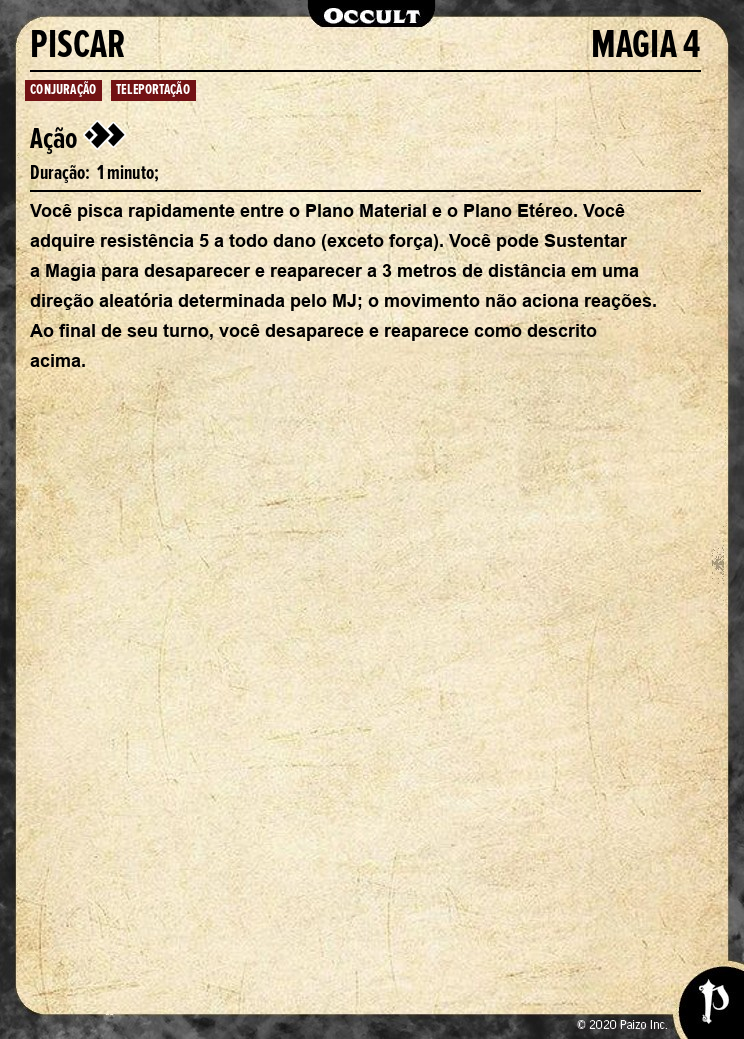 OCCULT
PISCAR MAGIA 4
CONJURAÇÃO TELEPORTAÇÃO
Ação
Duração: 1 minuto;
Você pisca rapidamente entre o Plano Material e o Plano Etéreo. Você
adquire resistência 5 a todo dano (exceto força). Você pode Sustentar
a Magia para desaparecer e reaparecer a 3 metros de distância em uma
direção aleatória determinada pelo MJ; o movimento não aciona reações.
Ao final de seu turno, você desaparece e reaparece como descrito
acima.
© 2020 Paizo Inc.
P